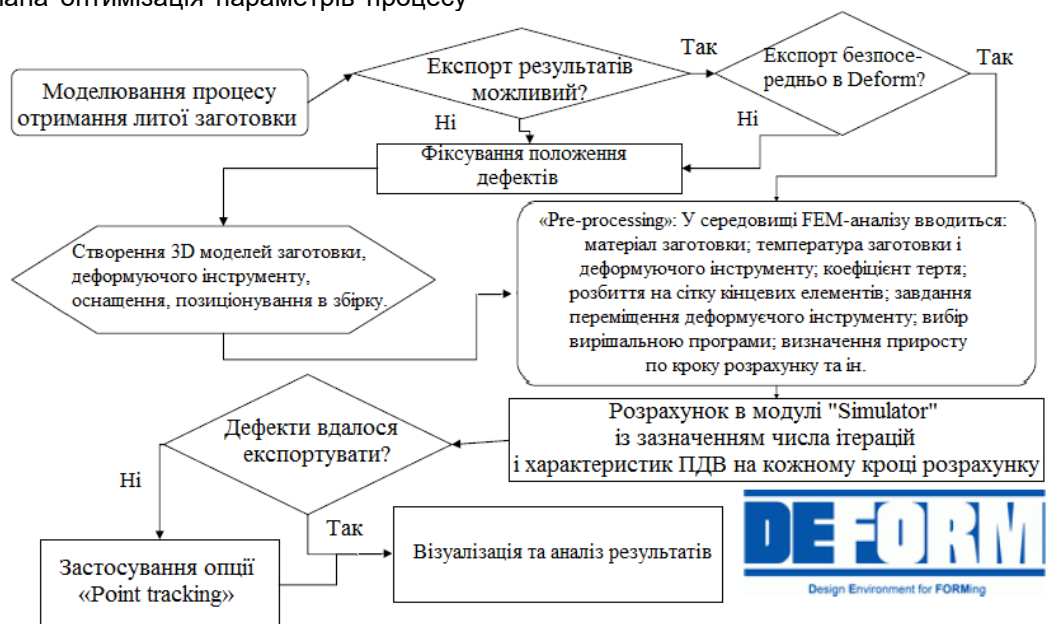 оптимізація параметрів процесу
Моделювання процесу
отримання литої заготовки
Експорт результатів
можливий?
Так
Експорт безпосе-
редньо в Deform?
Так
Ні
Ні
Фіксування положення
дефектів
Створення 3D моделей заготовки,
деформуючого інструменту,
оснащення, позиціонування в збірку.
«Pre-processing»: У середовищі FEM-аналізу вводиться:
матеріал заготовки; температура заготовки і
деформуючого інструменту; коефіцієнт тертя;
розбиття на сітку кінцевих елементів; завдання
переміщення деформуєчого інструменту; вибір
вирішальною програми; визначення приросту
по кроку розрахунку та ін.
Розрахунок в модулі "Simulator"
із зазначенням числа ітерацій
і характеристик ПДВ на кожному кроці розрахунку
Дефекти вдалося
експортувати?
Ні
Так
Застосування опції
«Point tracking»
Візуалізація та аналіз результатів
DEFORM
Design Environment for FORMing